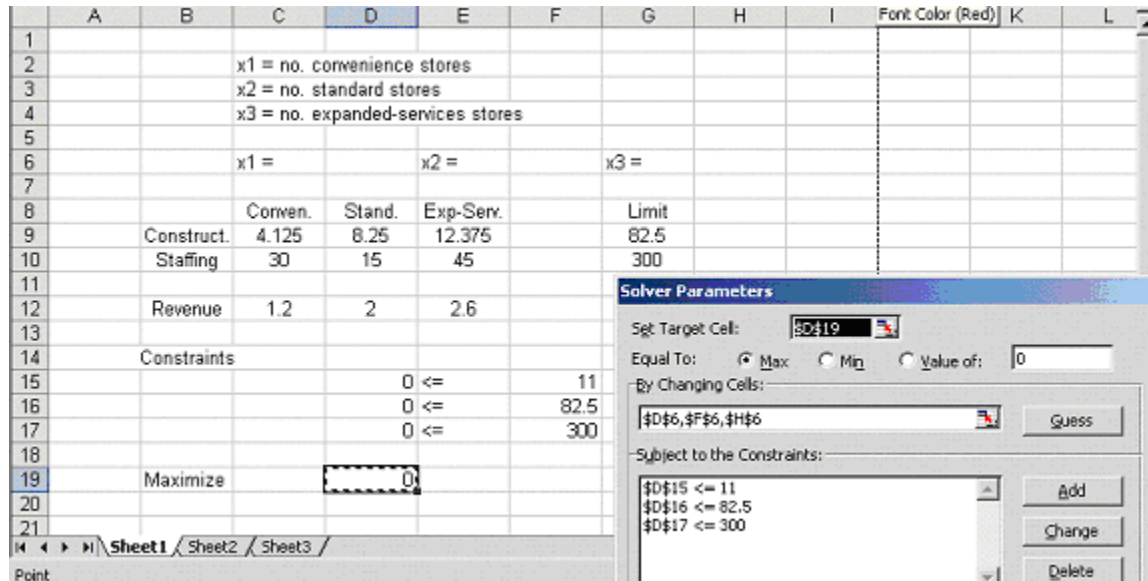 A B C D E F G H I Font Color (Red) K L
1
2 x1 = no. convenience stores
3 x2 = no. standard stores
4 x3 = no. expanded-services stores
5
6 x1 = x2 = x3 =
7
8 Conven. Stand. Exp-Serv. Limit
9 Construct. 4.125 8.25 12.375 82.5
10 Staffing 30 15 45 300
11
12 Revenue 1.2 2 2.6
13
14 Constraints
15 0 <= 11
16 0 <= 82.5
17 0 <= 300
18
19 Maximize 0
20
21
Sheet1 Sheet2 Sheet3
Point
Solver Parameters
Set Target Cell: $D$19
Equal To: Max Min Value of: 0
By Changing Cells:
$D$6,$F$6,$H$6 Guess
Subject to the Constraints:
$D$15 <= 11 Add
$D$16 <= 82.5
$D$17 <= 300
Change
Delete